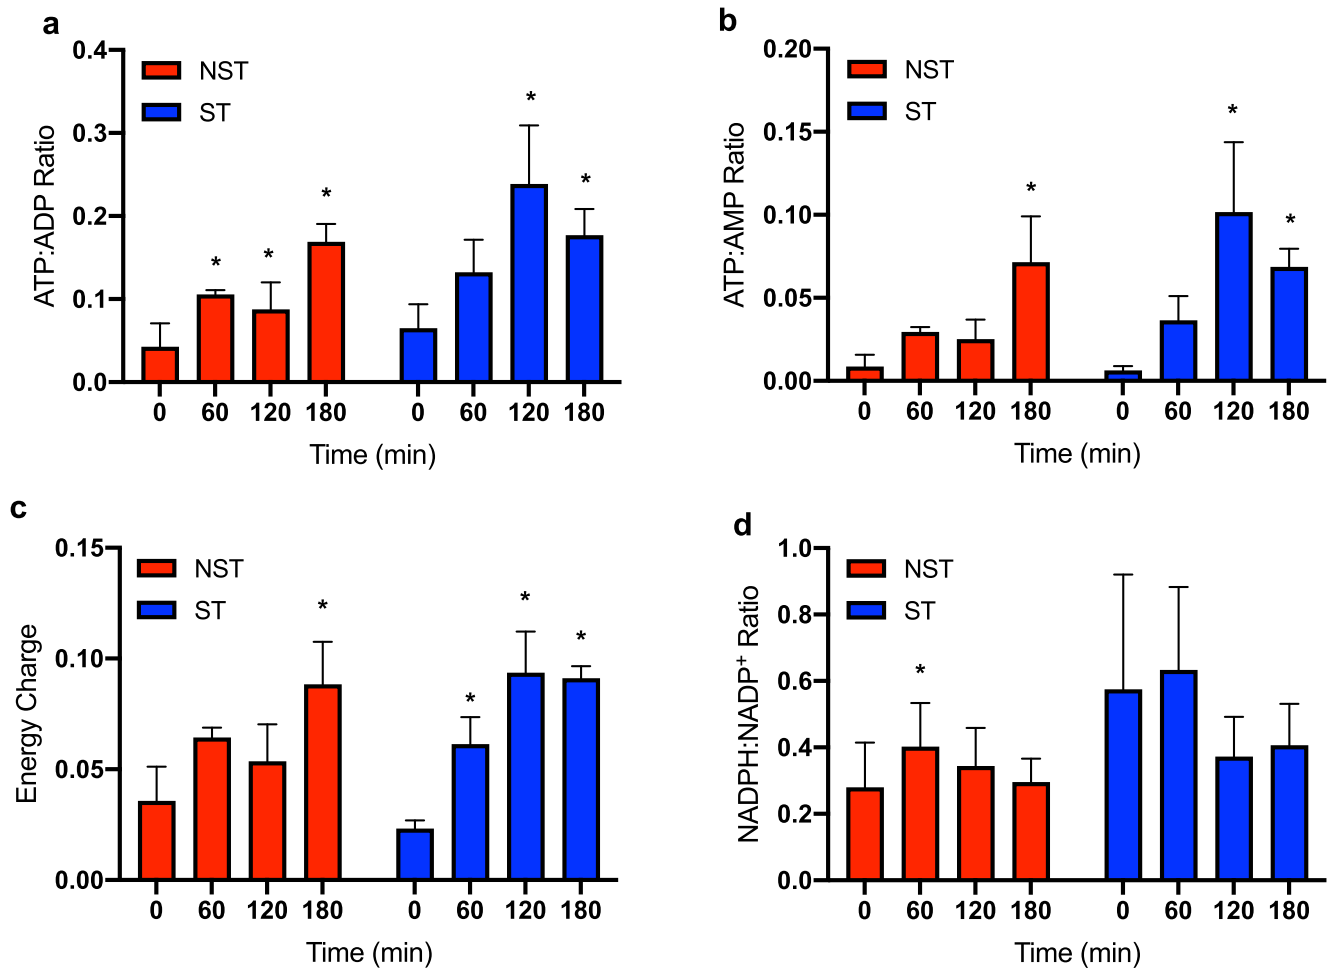 a
0.4
0.3
0.2
0.1
0.0
ATP:ADP Ratio
NST
ST
*
*
*
*
*
0 60 120 180 0 60 120 180
Time (min)
b
0.20
0.15
0.10
0.05
0.00
ATP:AMP Ratio
NST
ST
*
*
*
0 60 120 180 0 60 120 180
Time (min)
c
0.15
0.10
0.05
0.00
Energy Charge
NST
ST
*
*
*
*
0 60 120 180 0 60 120 180
Time (min)
d
1.0
0.8
0.6
0.4
0.2
0.0
NADPH:NADP⁺ Ratio
NST
ST
*
0 60 120 180 0 60 120 180
Time (min)